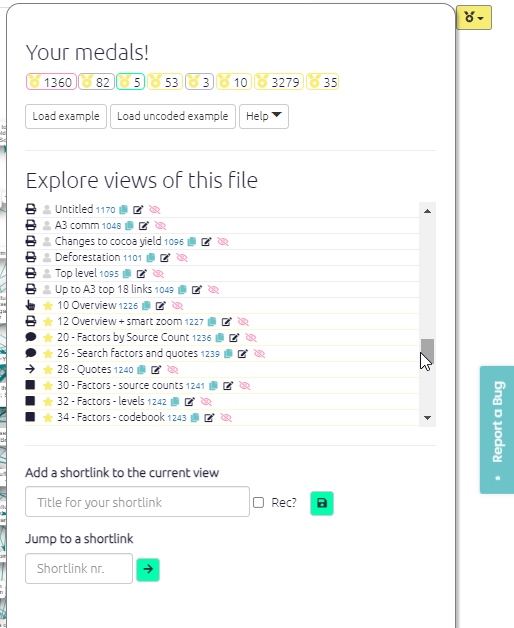 Your medals!
1360 82 5 53 3 10 3279 35
Load example Load uncoded example Help
Explore views of this file
Untitled 1170
A3 comm 1048
Changes to cocoa yield 1096
Deforestation 1101
Top level 1095
Up to A3 top 18 links 1049
10 Overview 1226
12 Overview + smart zoom 1227
20 - Factors by Source Count 1236
26 - Search factors and quotes 1239
28 - Quotes 1240
30 - Factors - source counts 1241
32 - Factors - levels 1242
34 - Factors - codebook 1243
Add a shortlink to the current view
Title for your shortlink Rec?
Jump to a shortlink
Shortlink nr.
Report a Bug